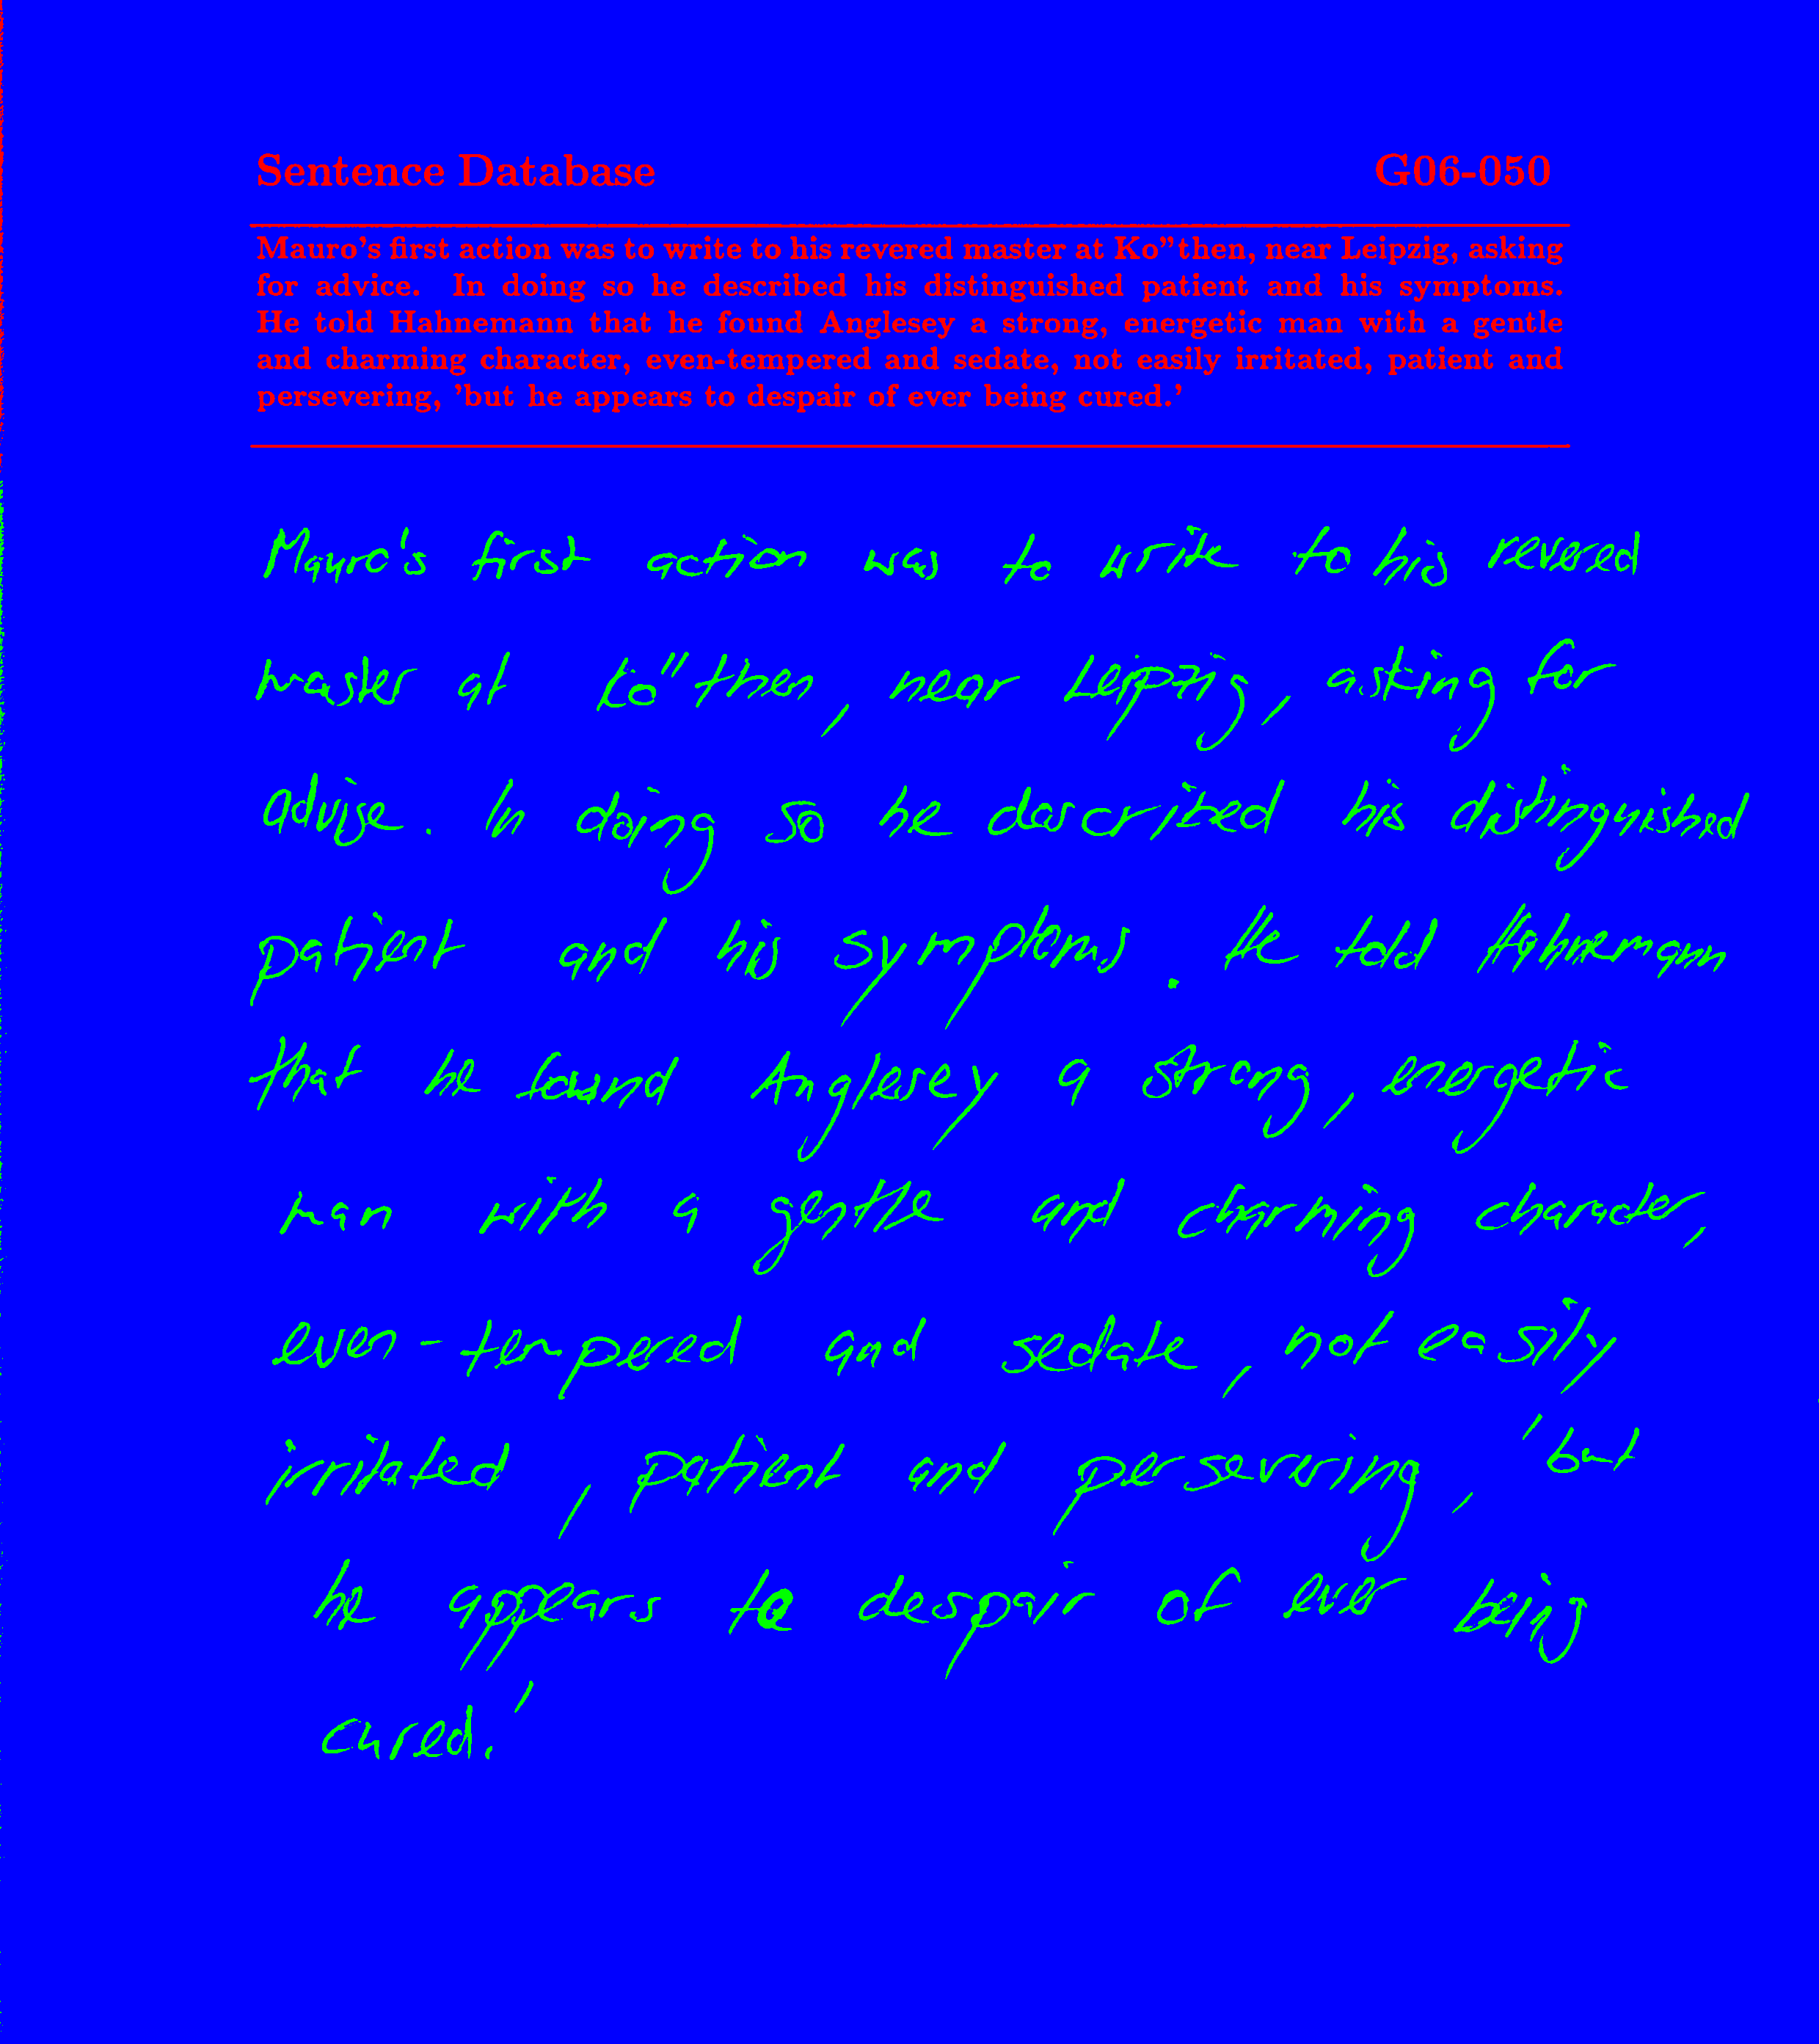 Sentence Database G06-050
Mauro's first action was to write to his revered master at Ko"then, near Leipzig, asking
for advice. In doing so he described his distinguished patient and his symptoms.
He told Hahnemann that he found Anglesey a strong, energetic man with a gentle
and charming character, even-tempered and sedate, not easily irritated, patient and
persevering, 'but he appears to despair of ever being cured.'
Mauro's first action was to write to his revered
master at Ko"then, near Leipzig, asking for
advise. In doing so he described his distinguished
patient and his symptoms. He told Hahnemann
that he found Anglesey a strong, energetic
man with a gentle and charming character,
even-tempered and sedate, not easily
irritated, patient and persevering, 'but
he appears to despair of ever being
cured.'